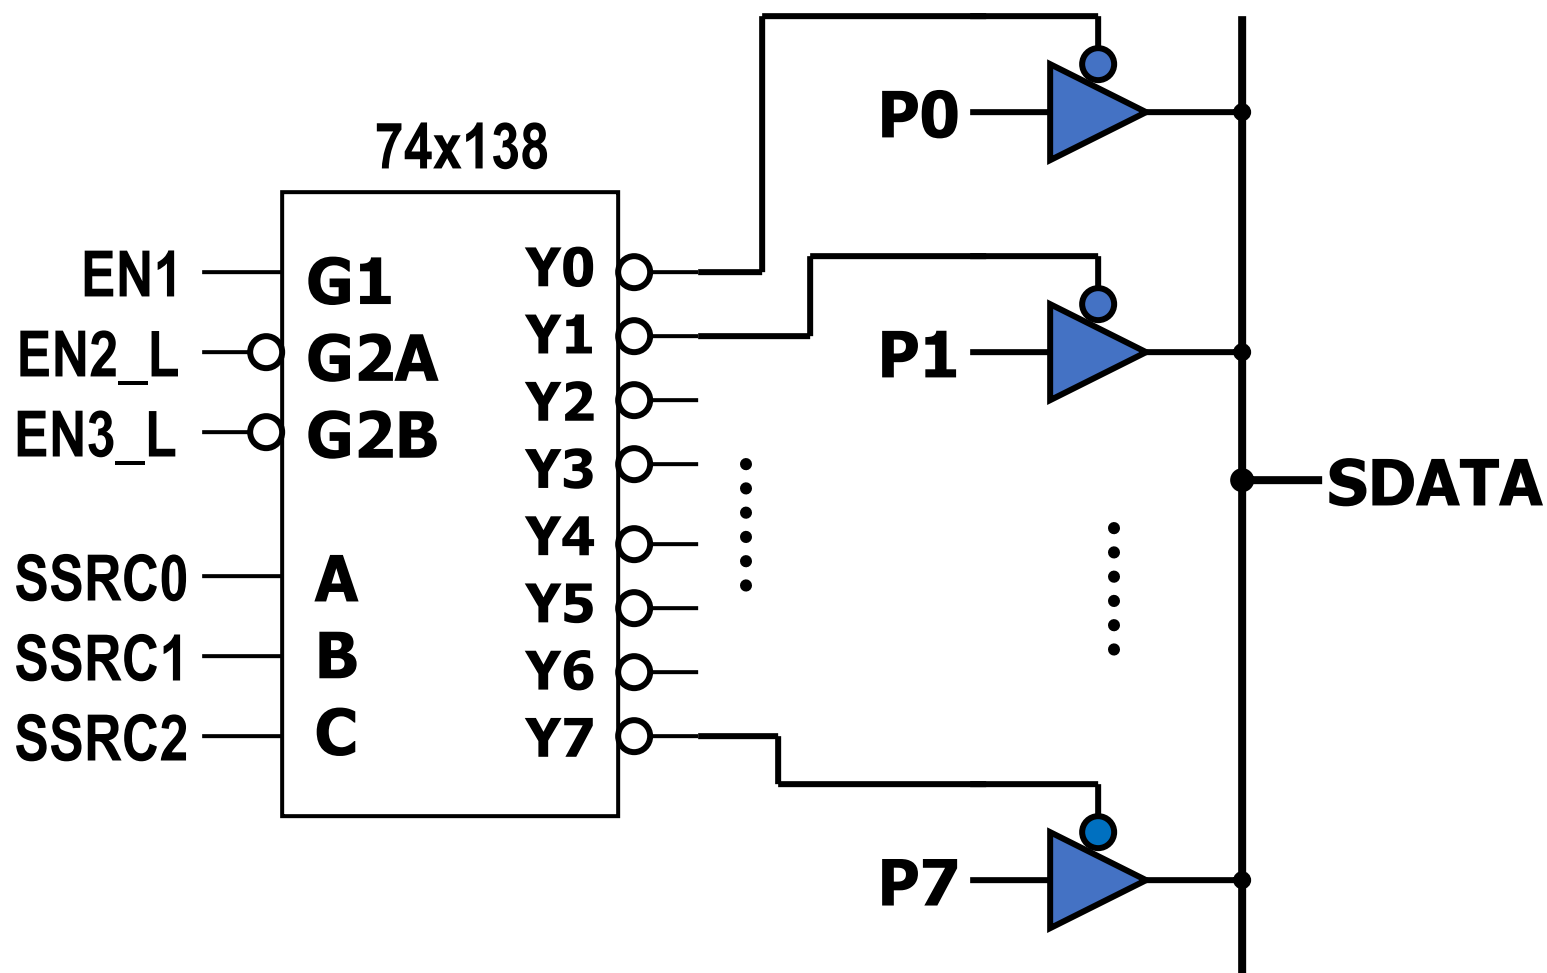 74x138
EN1
EN2_L
EN3_L
SSRC0
SSRC1
SSRC2
G1
G2A
G2B
A
B
C
Y0
Y1
Y2
Y3
Y4
Y5
Y6
Y7
P0
P1
P7
SDATA